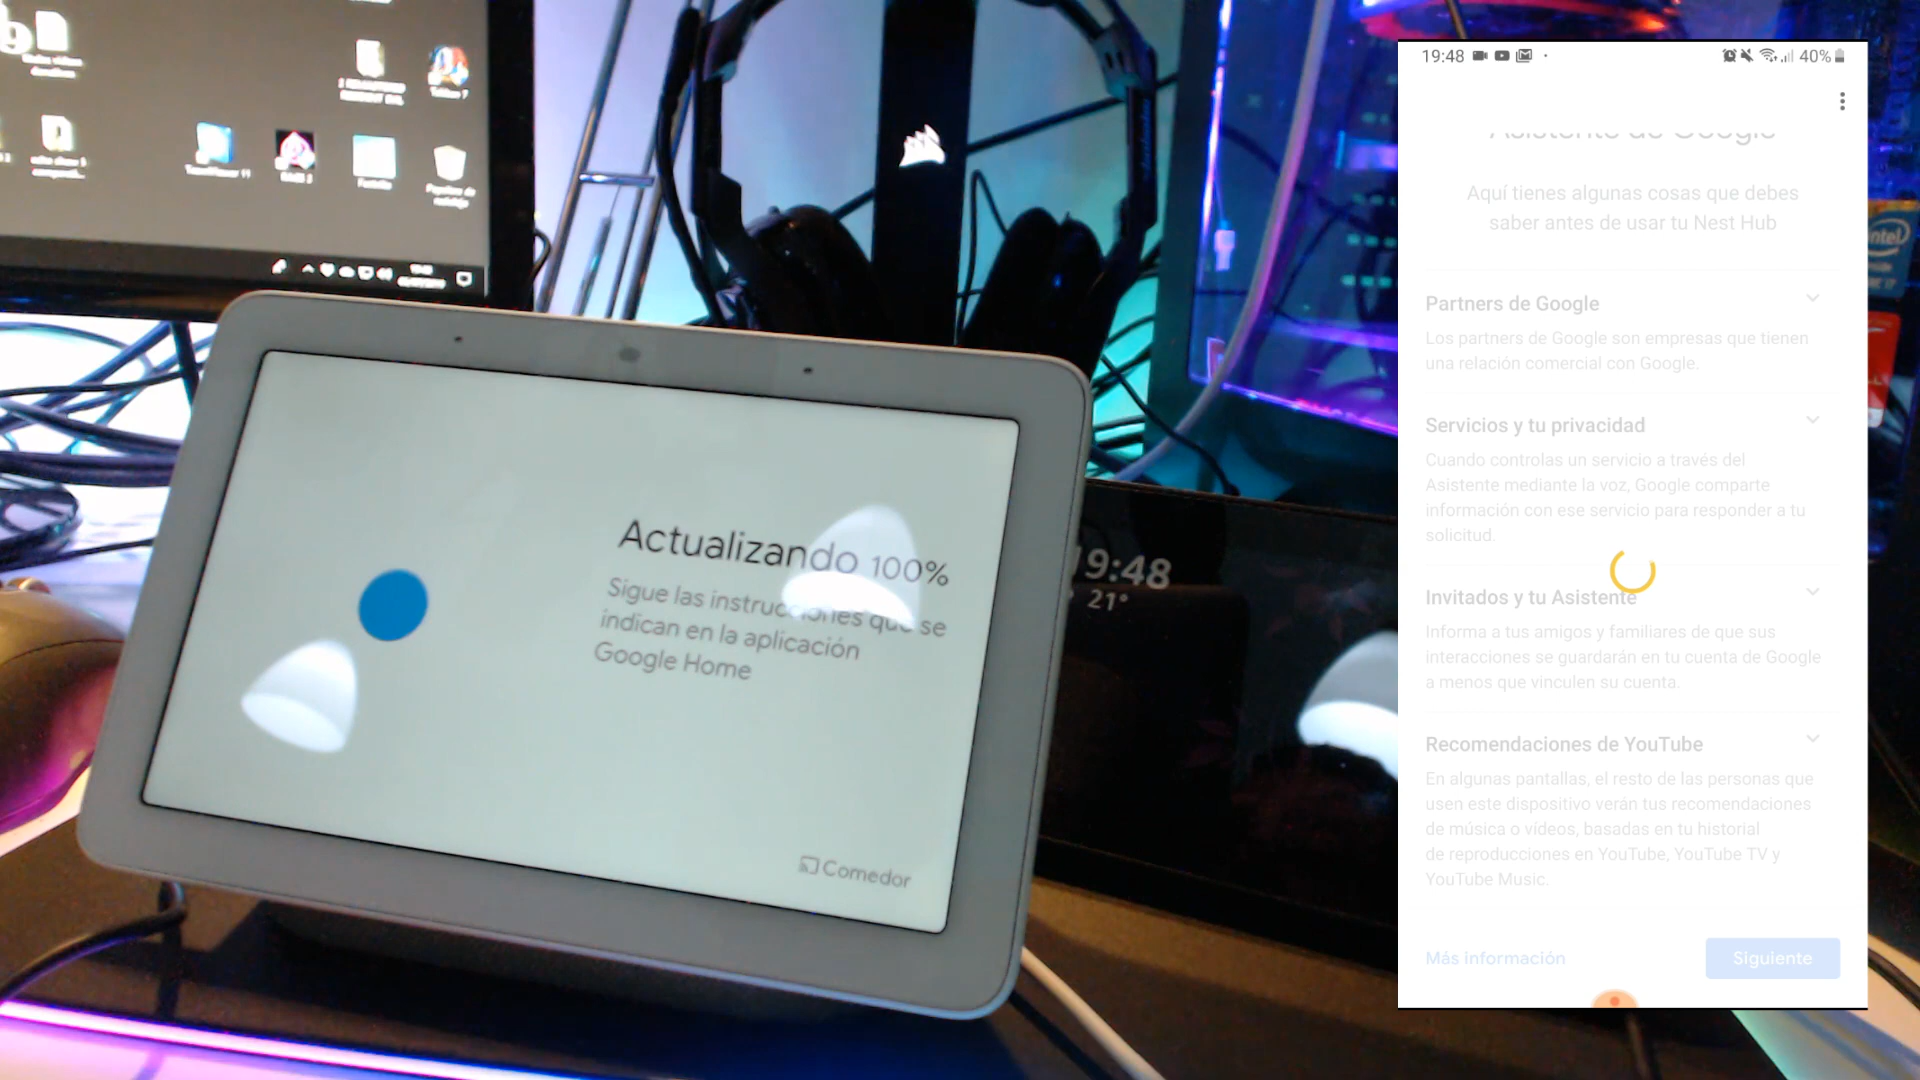 Actualizando 100%
Sigue las instrucciones que se
indican en la aplicación
Google Home
Comedor
19:48
21°
intel
19:48
40%
Asistente de Google
Aquí tienes algunas cosas que debes
saber antes de usar tu Nest Hub
Partners de Google
Los partners de Google son empresas que tienen
una relación comercial con Google.
Servicios y tu privacidad
Cuando controlas un servicio a través del
Asistente mediante la voz, Google comparte
información con ese servicio para responder a tu
solicitud.
Invitados y tu Asistente
Informa a tus amigos y familiares de que sus
interacciones se guardarán en tu cuenta de Google
a menos que vinculen su cuenta.
Recomendaciones de YouTube
En algunas pantallas, el resto de las personas que
usen este dispositivo verán tus recomendaciones
de música o vídeos, basadas en tu historial
de reproducciones en YouTube, YouTube TV y
YouTube Music.
Más información
Siguiente